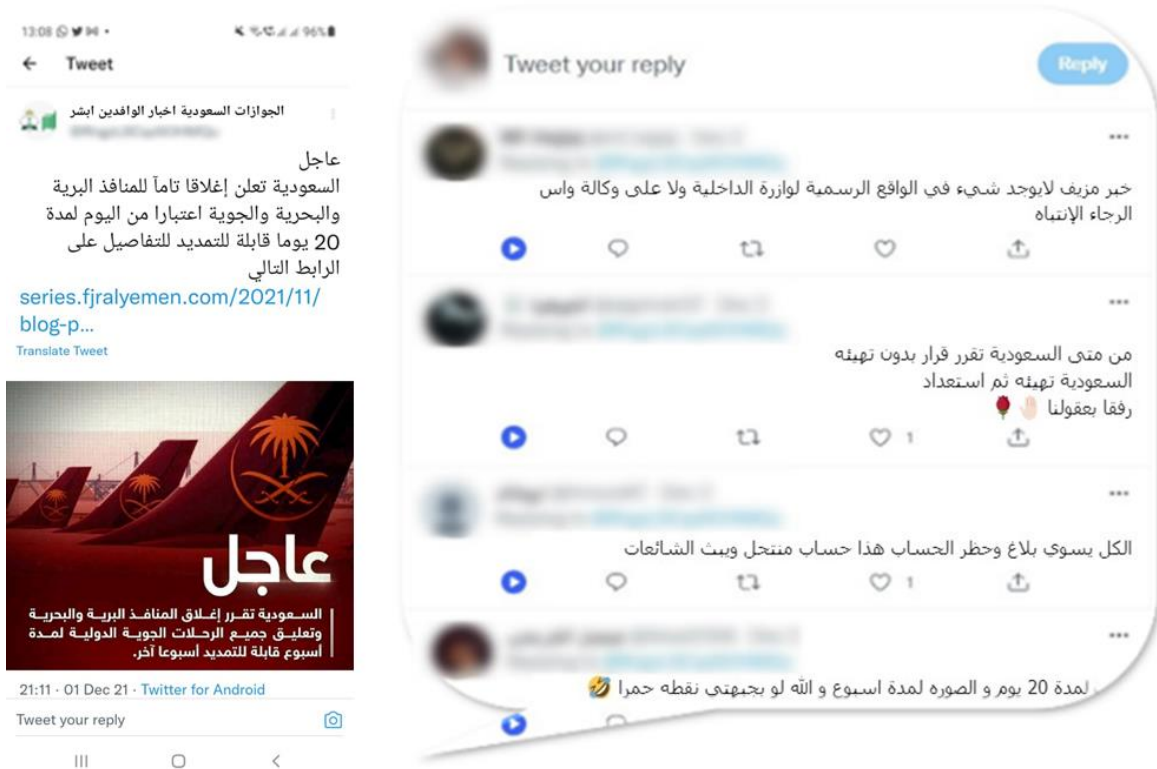 13:08
96%
Tweet
الجوازات السعودية اخبار الوافدين ابشر
عاجل
السعودية تعلن إغلاقا تامآ للمنافذ البرية
والبحرية والجوية اعتبارا من اليوم لمدة
20 يوما قابلة للتمديد للتفاصيل على
الرابط التالي
series.fjralyemen.com/2021/11/
blog-p...
Translate Tweet
عاجل
السعودية تقرر إغلاق المنافذ البرية والبحرية
وتعليق جميع الرحلات الجوية الدولية لمدة
أسبوع قابلة للتمديد أسبوعا آخر.
21:11 · 01 Dec 21 · Twitter for Android
Tweet your reply
Tweet your reply
Reply
خبر مزيف لايوجد شيء في الواقع الرسمية لوازرة الداخلية ولا على وكالة واس
الرجاء الإنتباه
من متى السعودية تقرر قرار بدون تهيئه
السعودية تهيئه ثم استعداد
رفقا بعقولنا 🤚🏻🌹
1
الكل يسوي بلاغ وحظر الحساب هذا حساب منتحل ويبث الشائعات
1
لمدة 20 يوم و الصوره لمدة اسبوع و الله لو بجبهتي نقطه حمرا 🤣